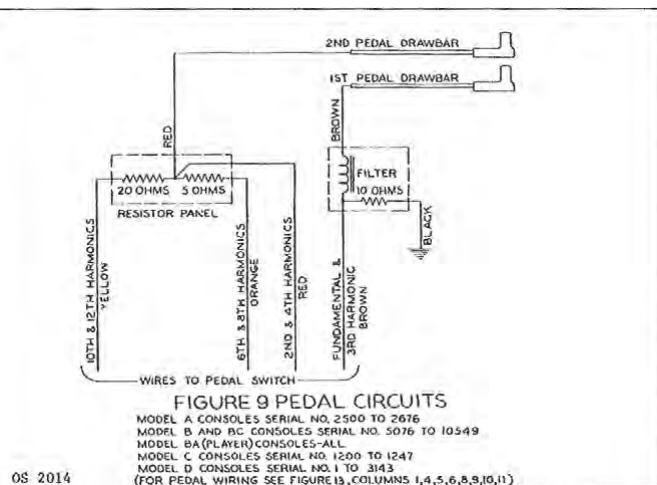 2ND PEDAL DRAWBAR
1ST PEDAL DRAWBAR
RED
BROWN
20 OHMS 5 OHMS
RESISTOR PANEL
FILTER
10 OHMS
BLACK
10TH & 12TH HARMONICS
YELLOW
6TH & 8TH HARMONICS
ORANGE
2ND & 4TH HARMONICS
RED
FUNDAMENTAL &
3RD HARMONIC
BROWN
WIRES TO PEDAL SWITCH
FIGURE 9 PEDAL CIRCUITS
MODEL A CONSOLES SERIAL NO. 2500 TO 2676
MODEL B AND BC CONSOLES SERIAL NO. 5076 TO 10549
MODEL BA (PLAYER) CONSOLES-ALL
MODEL C CONSOLES SERIAL NO. 1200 TO 1247
MODEL D CONSOLES SERIAL NO. 1 TO 3143
OS 2014 (FOR PEDAL WIRING SEE FIGURE 13, COLUMNS 1,4,5,6,8,9,10,11)